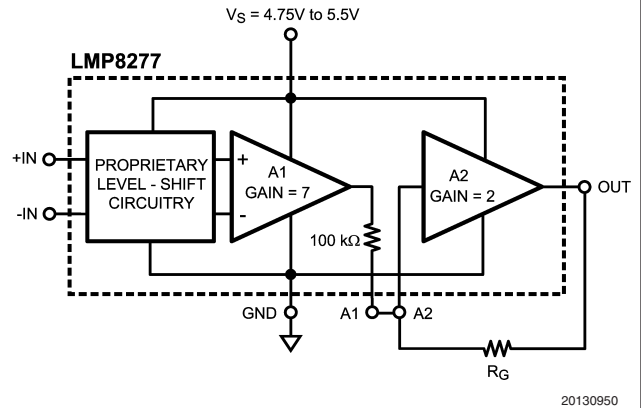 V_S = 4.75V to 5.5V
LMP8277
+IN
-IN
PROPRIETARY
LEVEL - SHIFT
CIRCUITRY
+
-
A1
GAIN = 7
100 kΩ
A2
GAIN = 2
OUT
GND
A1
A2
R_G
20130950